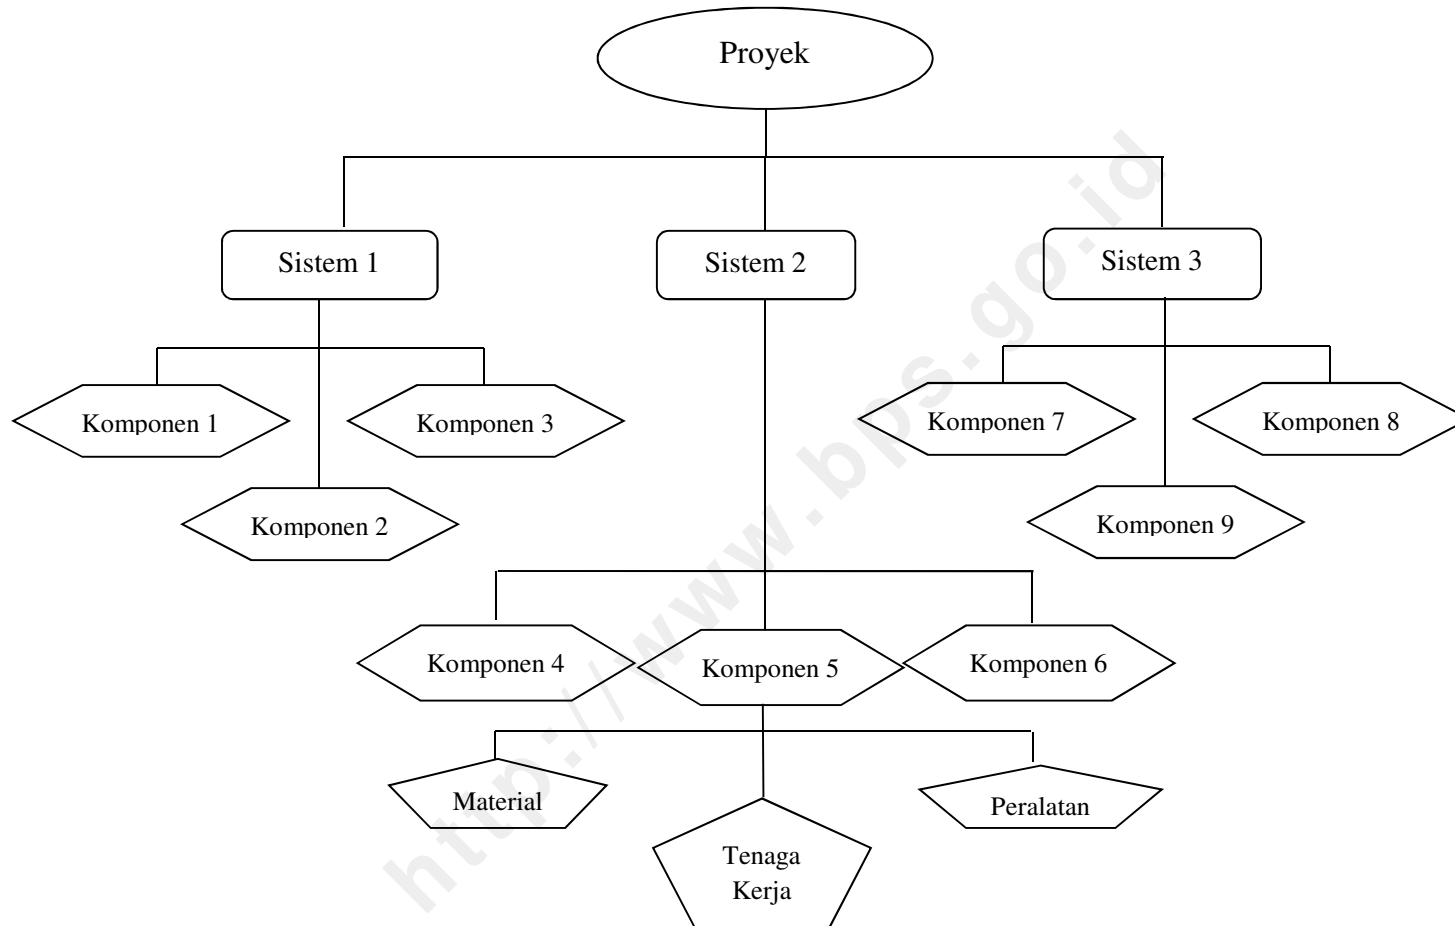 Proyek
Sistem 1
Sistem 2
Sistem 3
Komponen 1
Komponen 3
Komponen 7
Komponen 8
Komponen 2
Komponen 9
Komponen 4
Komponen 5
Komponen 6
Material
Peralatan
Tenaga
Kerja
http://www.bps.go.id